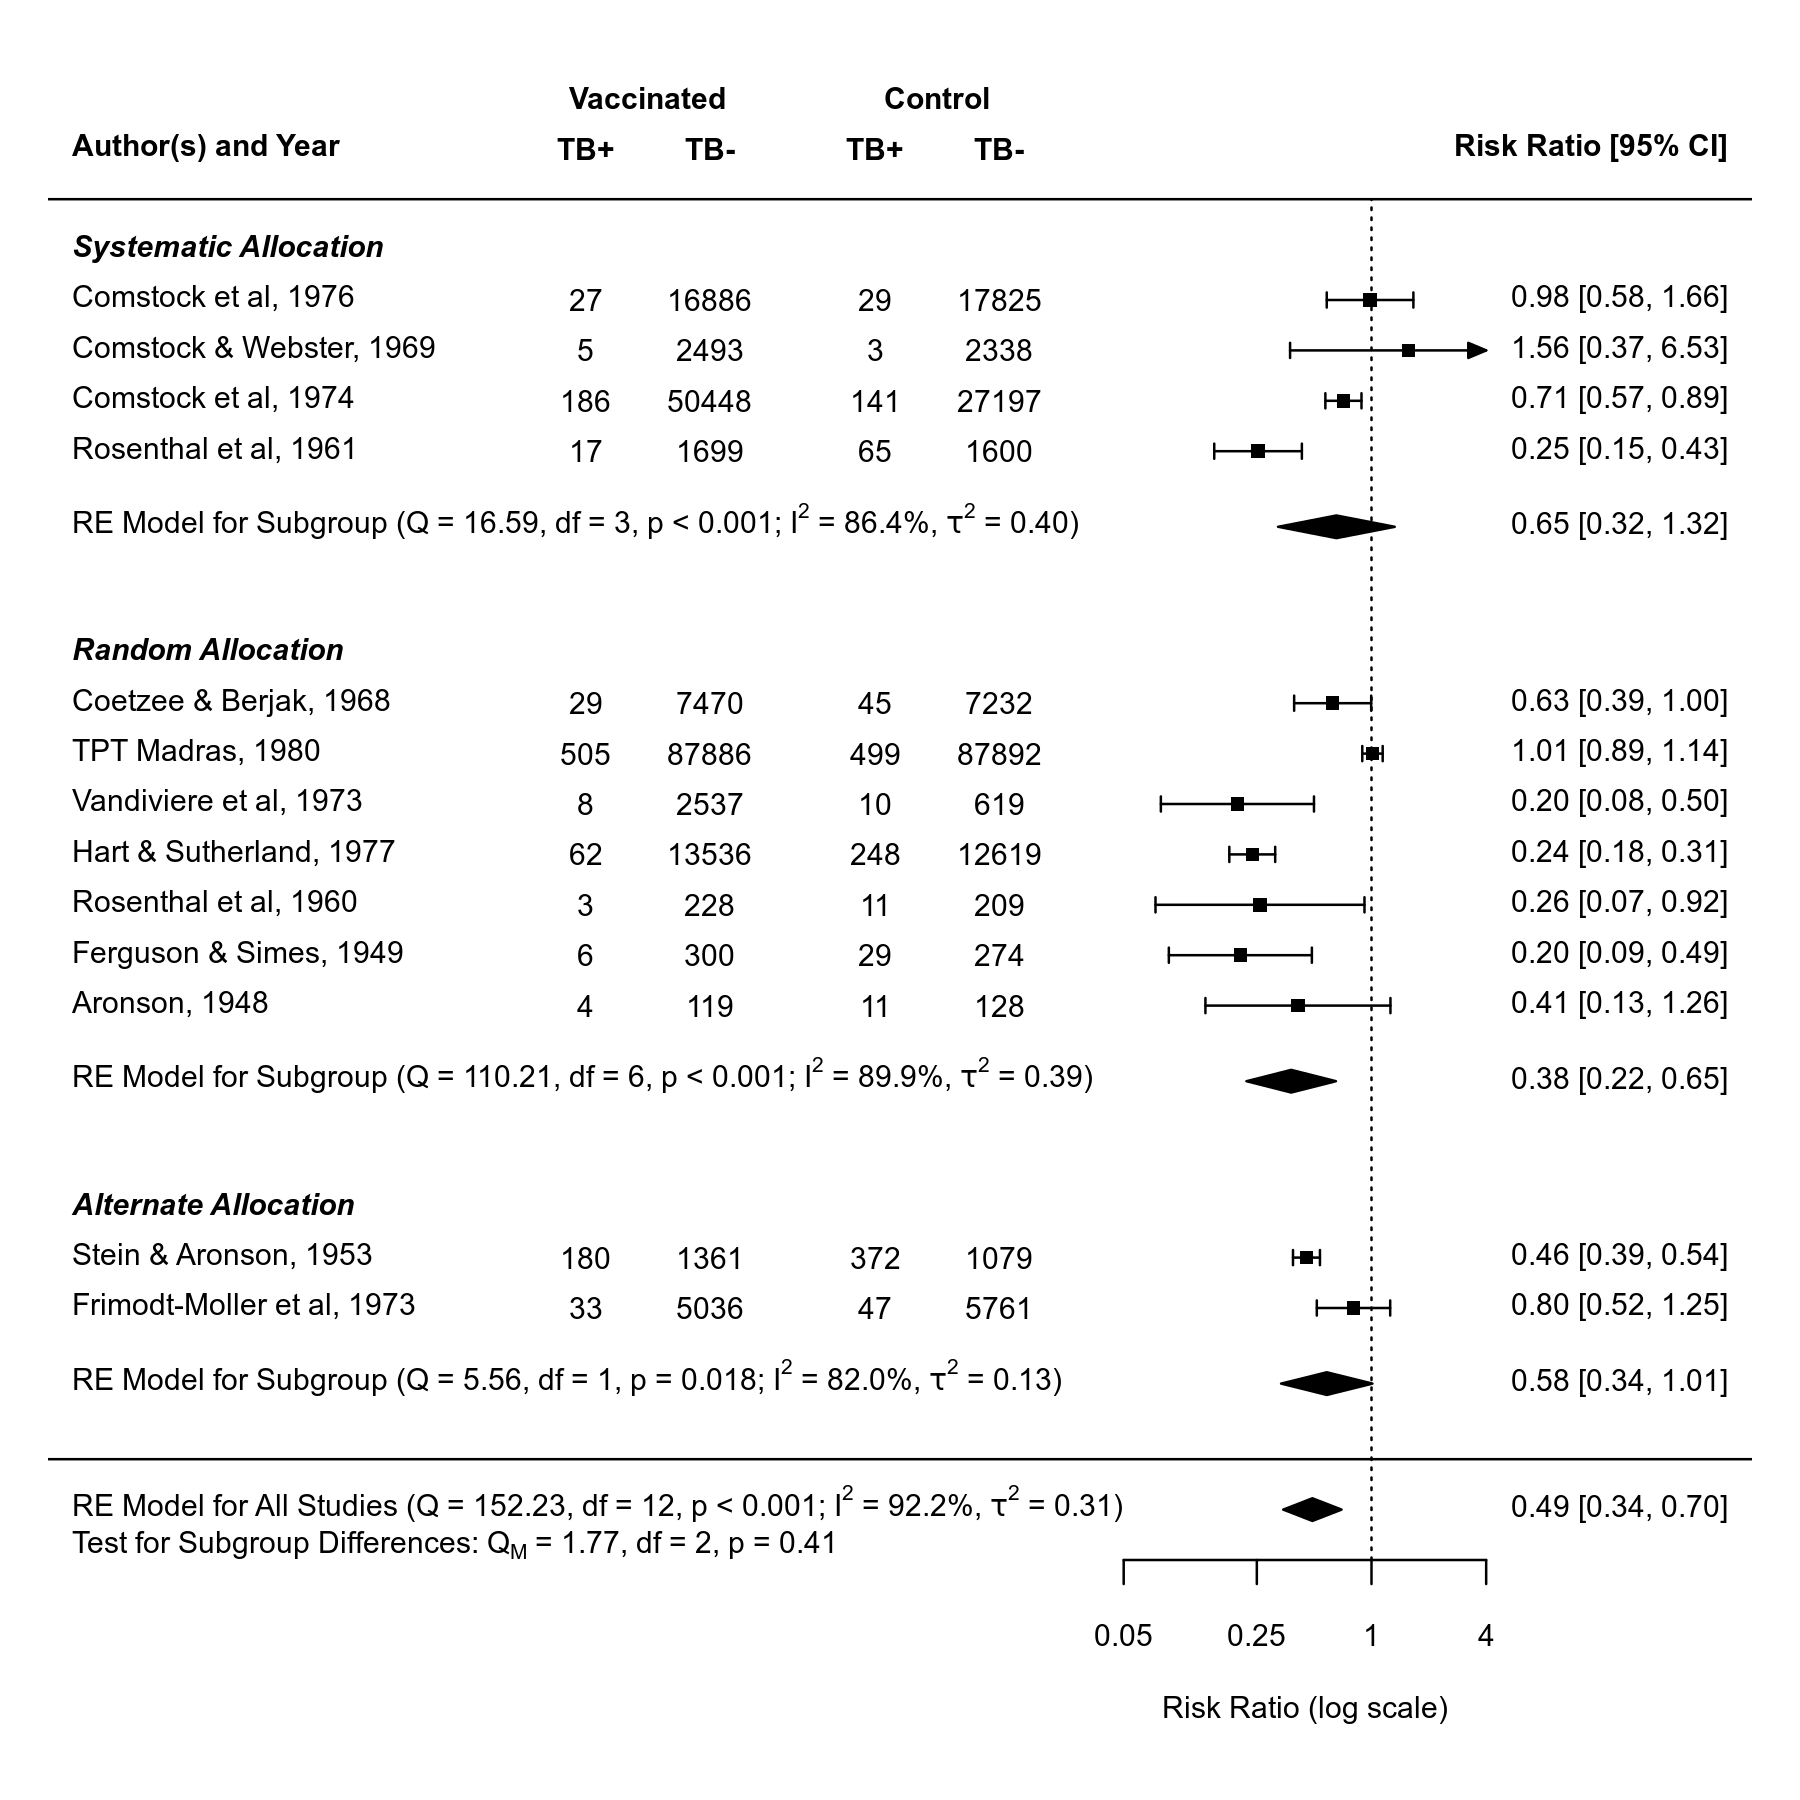 Vaccinated Control
Author(s) and Year TB+ TB- TB+ TB- Risk Ratio [95% CI]
Systematic Allocation
Comstock et al, 1976 27 16886 29 17825 0.98 [0.58, 1.66]
Comstock & Webster, 1969 5 2493 3 2338 1.56 [0.37, 6.53]
Comstock et al, 1974 186 50448 141 27197 0.71 [0.57, 0.89]
Rosenthal et al, 1961 17 1699 65 1600 0.25 [0.15, 0.43]
RE Model for Subgroup (Q = 16.59, df = 3, p < 0.001; I² = 86.4%, τ² = 0.40) 0.65 [0.32, 1.32]
Random Allocation
Coetzee & Berjak, 1968 29 7470 45 7232 0.63 [0.39, 1.00]
TPT Madras, 1980 505 87886 499 87892 1.01 [0.89, 1.14]
Vandiviere et al, 1973 8 2537 10 619 0.20 [0.08, 0.50]
Hart & Sutherland, 1977 62 13536 248 12619 0.24 [0.18, 0.31]
Rosenthal et al, 1960 3 228 11 209 0.26 [0.07, 0.92]
Ferguson & Simes, 1949 6 300 29 274 0.20 [0.09, 0.49]
Aronson, 1948 4 119 11 128 0.41 [0.13, 1.26]
RE Model for Subgroup (Q = 110.21, df = 6, p < 0.001; I² = 89.9%, τ² = 0.39) 0.38 [0.22, 0.65]
Alternate Allocation
Stein & Aronson, 1953 180 1361 372 1079 0.46 [0.39, 0.54]
Frimodt-Moller et al, 1973 33 5036 47 5761 0.80 [0.52, 1.25]
RE Model for Subgroup (Q = 5.56, df = 1, p = 0.018; I² = 82.0%, τ² = 0.13) 0.58 [0.34, 1.01]
RE Model for All Studies (Q = 152.23, df = 12, p < 0.001; I² = 92.2%, τ² = 0.31) 0.49 [0.34, 0.70]
Test for Subgroup Differences: Q_M = 1.77, df = 2, p = 0.41
0.05 0.25 1 4
Risk Ratio (log scale)